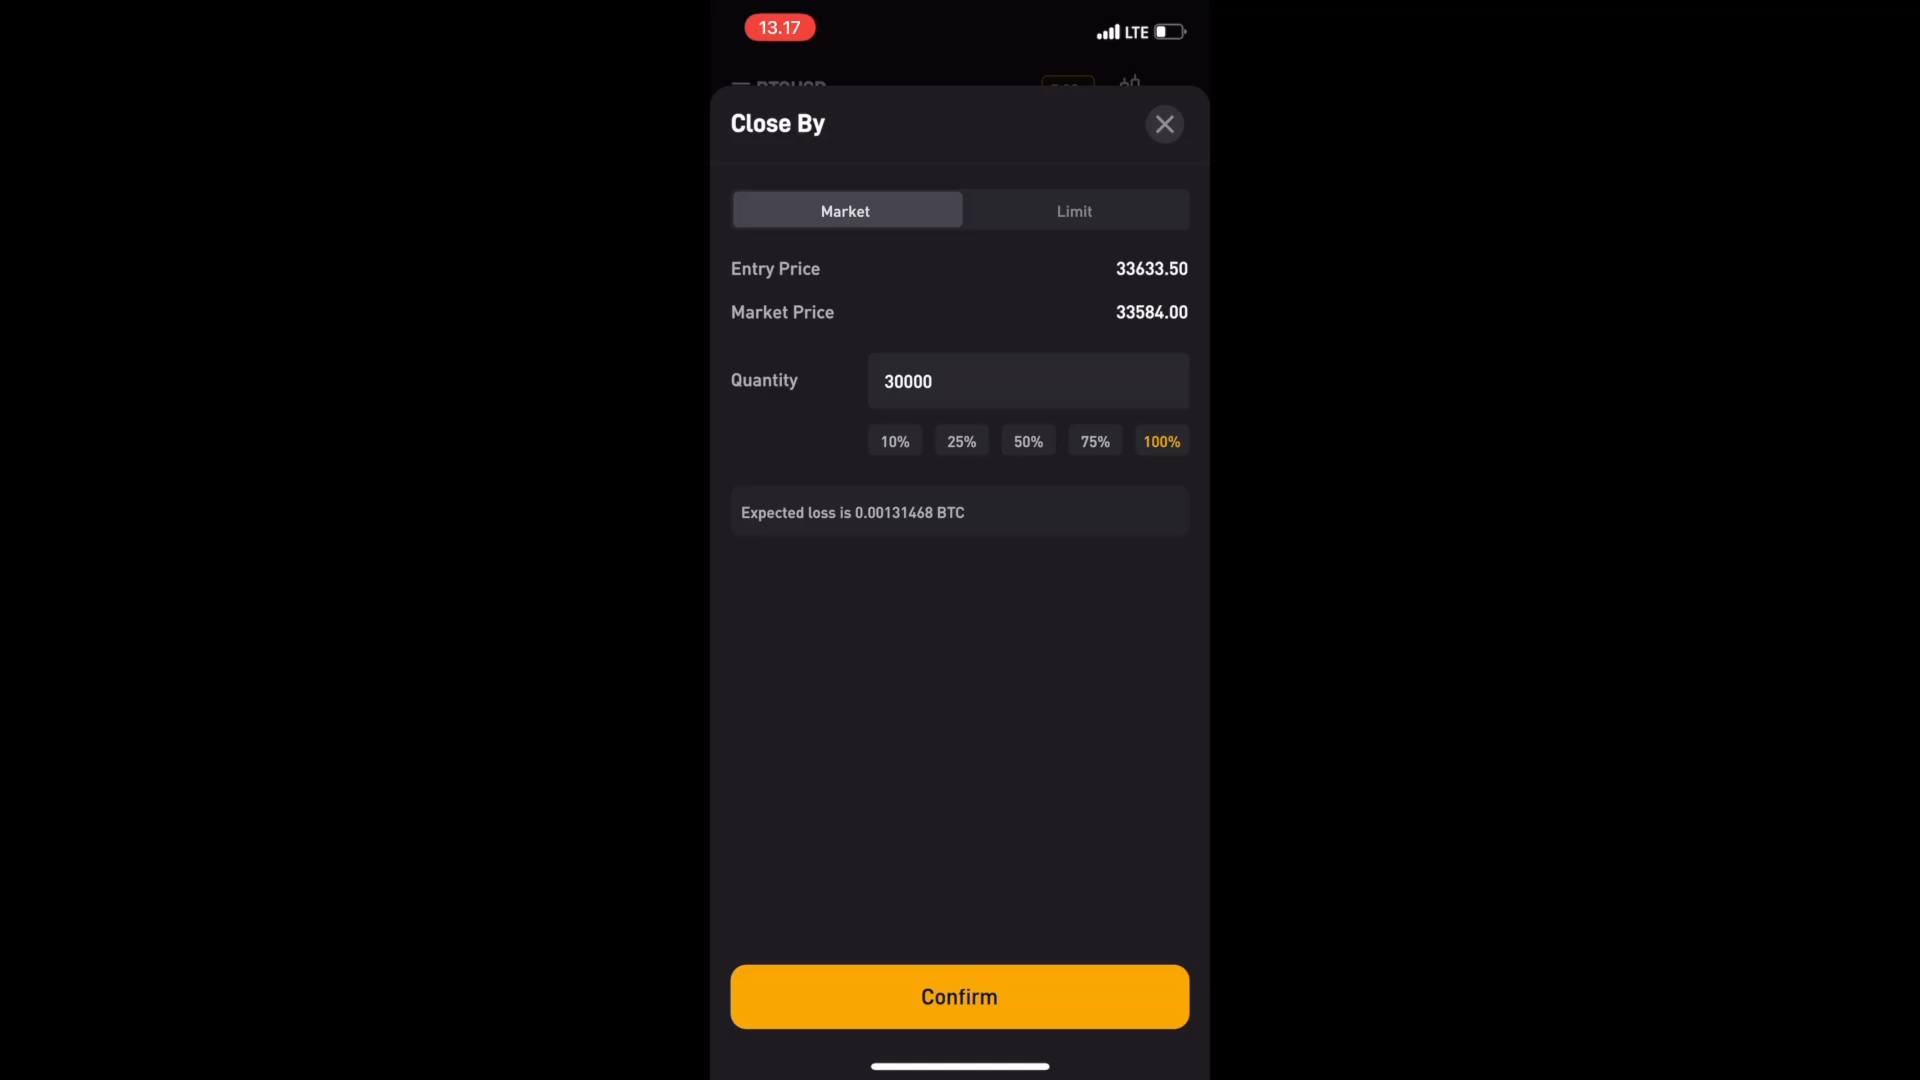 13.17
LTE
Close By
Market
Limit
Entry Price
33633.50
Market Price
33584.00
Quantity
30000
10%
25%
50%
75%
100%
Expected loss is 0.00131468 BTC
Confirm